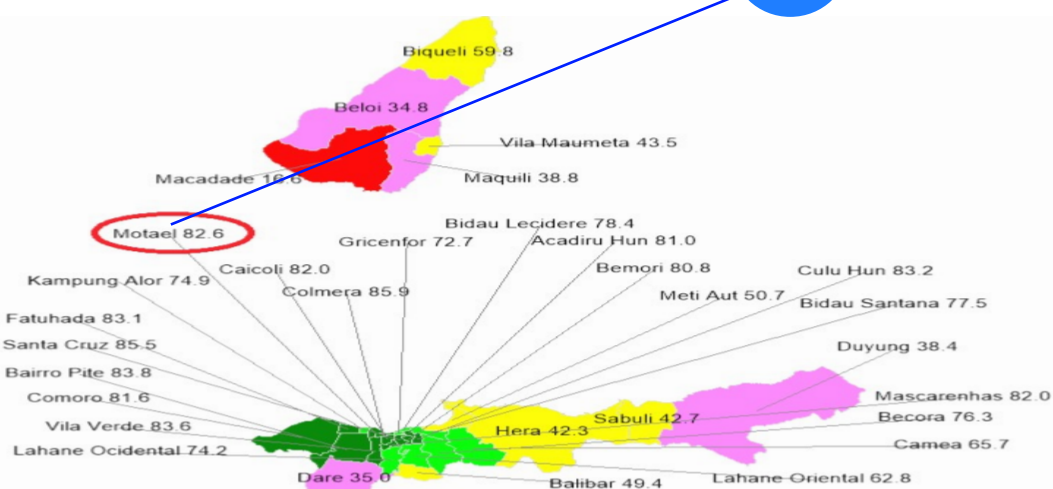 Biqueli 59.8
Beloi 34.8
Vila Maumeta 43.5
Macadade 16.6
Maquili 38.8
Bidau Lecidere 78.4
Motael 82.6
Gricenfor 72.7
Acadiru Hun 81.0
Caicoli 82.0
Bemori 80.8
Culu Hun 83.2
Kampung Alor 74.9
Colmera 85.9
Meti Aut 50.7
Bidau Santana 77.5
Fatuhada 83.1
Santa Cruz 85.5
Duyung 38.4
Bairro Pite 83.8
Comoro 81.6
Mascarenhas 82.0
Vila Verde 83.6
Sabuli 42.7
Becora 76.3
Hera 42.3
Camea 65.7
Lahane Ocidental 74.2
Dare 35.0
Balibar 49.4
Lahane Oriental 62.8